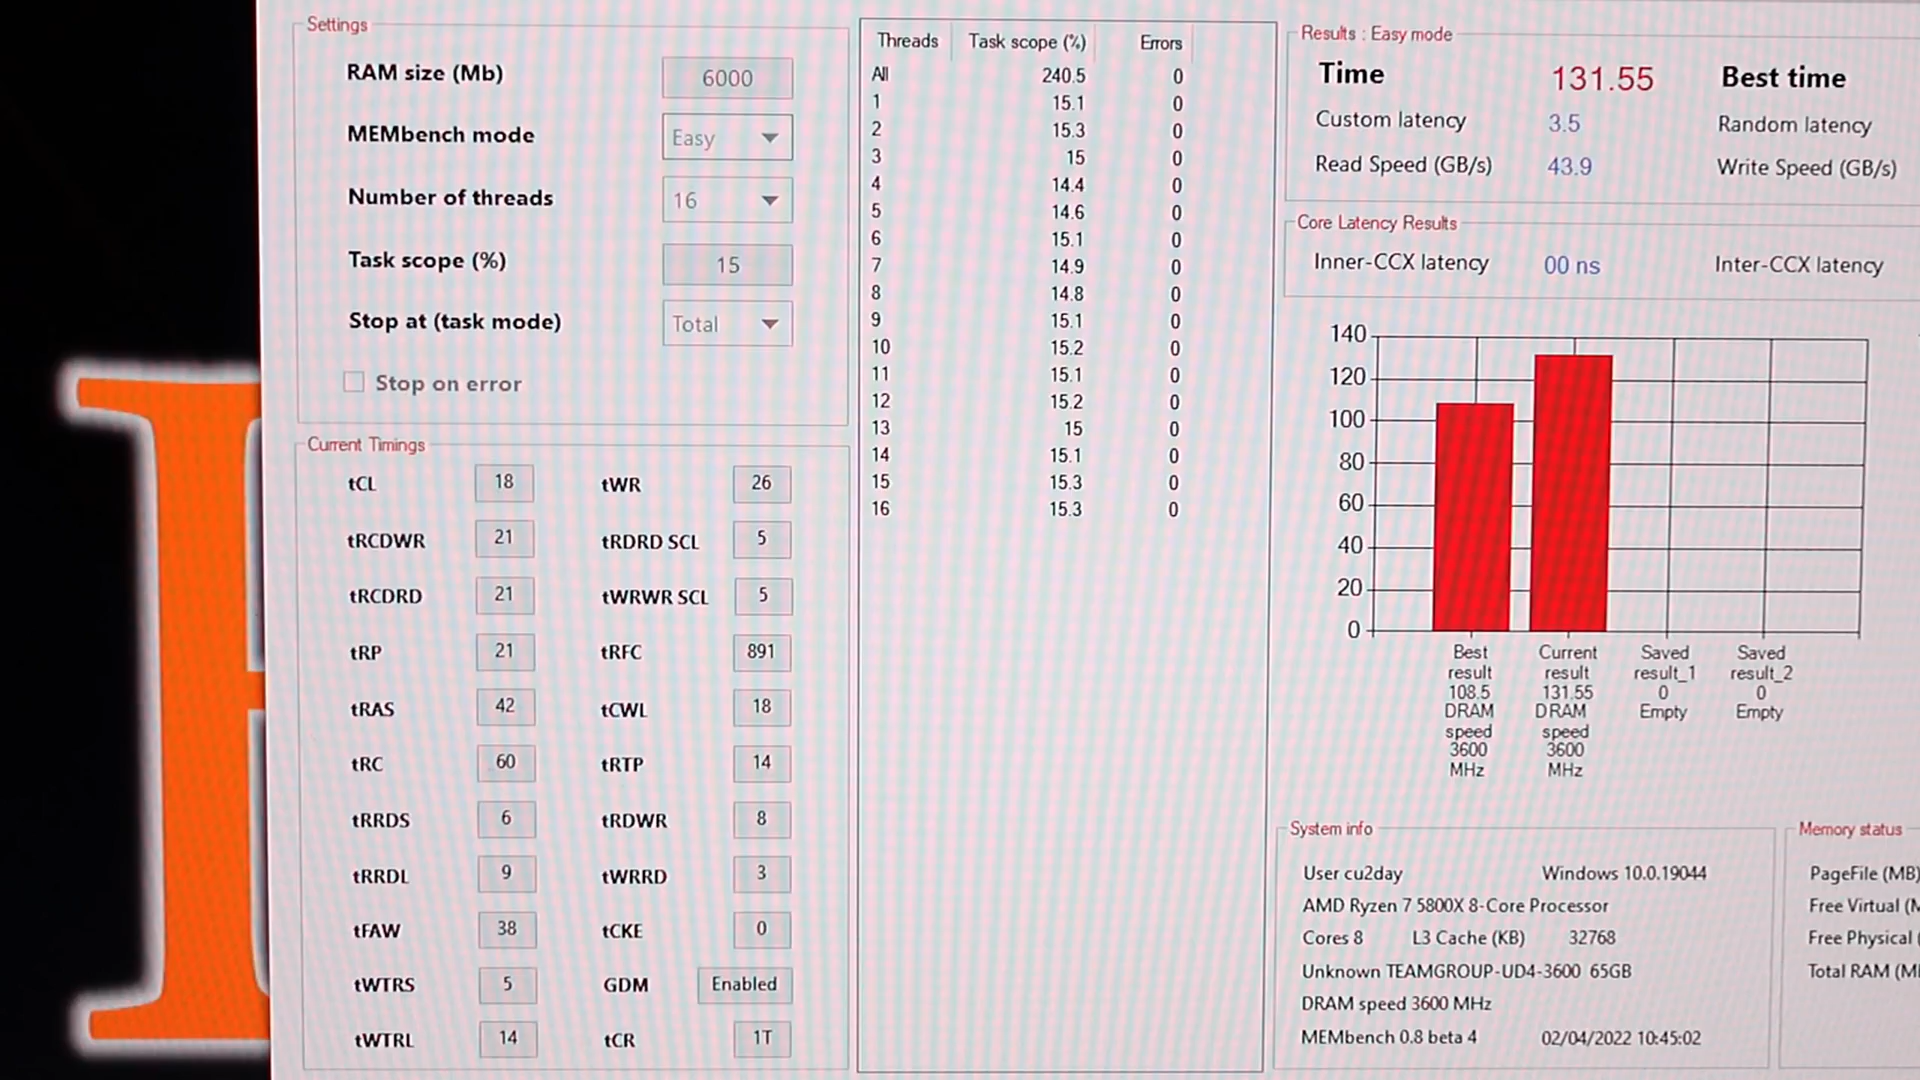 Settings
RAM size (Mb) 6000
MEMbench mode Easy
Number of threads 16
Task scope (%) 15
Stop at (task mode) Total
Stop on error
Current Timings
tCL 18 tWR 26
tRCDWR 21 tRDRD SCL 5
tRCDRD 21 tWRWR SCL 5
tRP 21 tRFC 891
tRAS 42 tCWL 18
tRC 60 tRTP 14
tRRDS 6 tRDWR 8
tRRDL 9 tWRRD 3
tFAW 38 tCKE 0
tWTRS 5 GDM Enabled
tWTRL 14 tCR 1T
Threads Task scope (%) Errors
All 240.5 0
1 15.1 0
2 15.3 0
3 15 0
4 14.4 0
5 14.6 0
6 15.1 0
7 14.9 0
8 14.8 0
9 15.1 0
10 15.2 0
11 15.1 0
12 15.2 0
13 15 0
14 15.1 0
15 15.3 0
16 15.3 0
Results : Easy mode
Time 131.55 Best time
Custom latency 3.5 Random latency
Read Speed (GB/s) 43.9 Write Speed (GB/s)
Core Latency Results
Inner-CCX latency 00 ns Inter-CCX latency
140
120
100
80
60
40
20
0
Best Current Saved Saved
result result result_1 result_2
108.5 131.55 0 0
DRAM DRAM Empty Empty
speed speed
3600 3600
MHz MHz
System info
User cu2day Windows 10.0.19044
AMD Ryzen 7 5800X 8-Core Processor
Cores 8 L3 Cache (KB) 32768
Unknown TEAMGROUP-UD4-3600 65GB
DRAM speed 3600 MHz
MEMbench 0.8 beta 4 02/04/2022 10:45:02
Memory status
PageFile (MB)
Free Virtual (M
Free Physical (
Total RAM (M